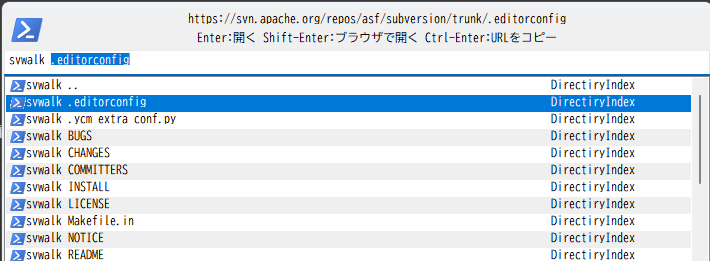 https://svn.apache.org/repos/asf/subversion/trunk/.editorconfig
Enter:開く Shift-Enter:ブラウザで開く Ctrl-Enter:URLをコピー
svwalk .editorconfig
svwalk .. DirectiryIndex
svwalk .editorconfig DirectiryIndex
svwalk .ycm_extra_conf.py DirectiryIndex
svwalk BUGS DirectiryIndex
svwalk CHANGES DirectiryIndex
svwalk COMMITTERS DirectiryIndex
svwalk INSTALL DirectiryIndex
svwalk LICENSE DirectiryIndex
svwalk Makefile.in DirectiryIndex
svwalk NOTICE DirectiryIndex
svwalk README DirectiryIndex